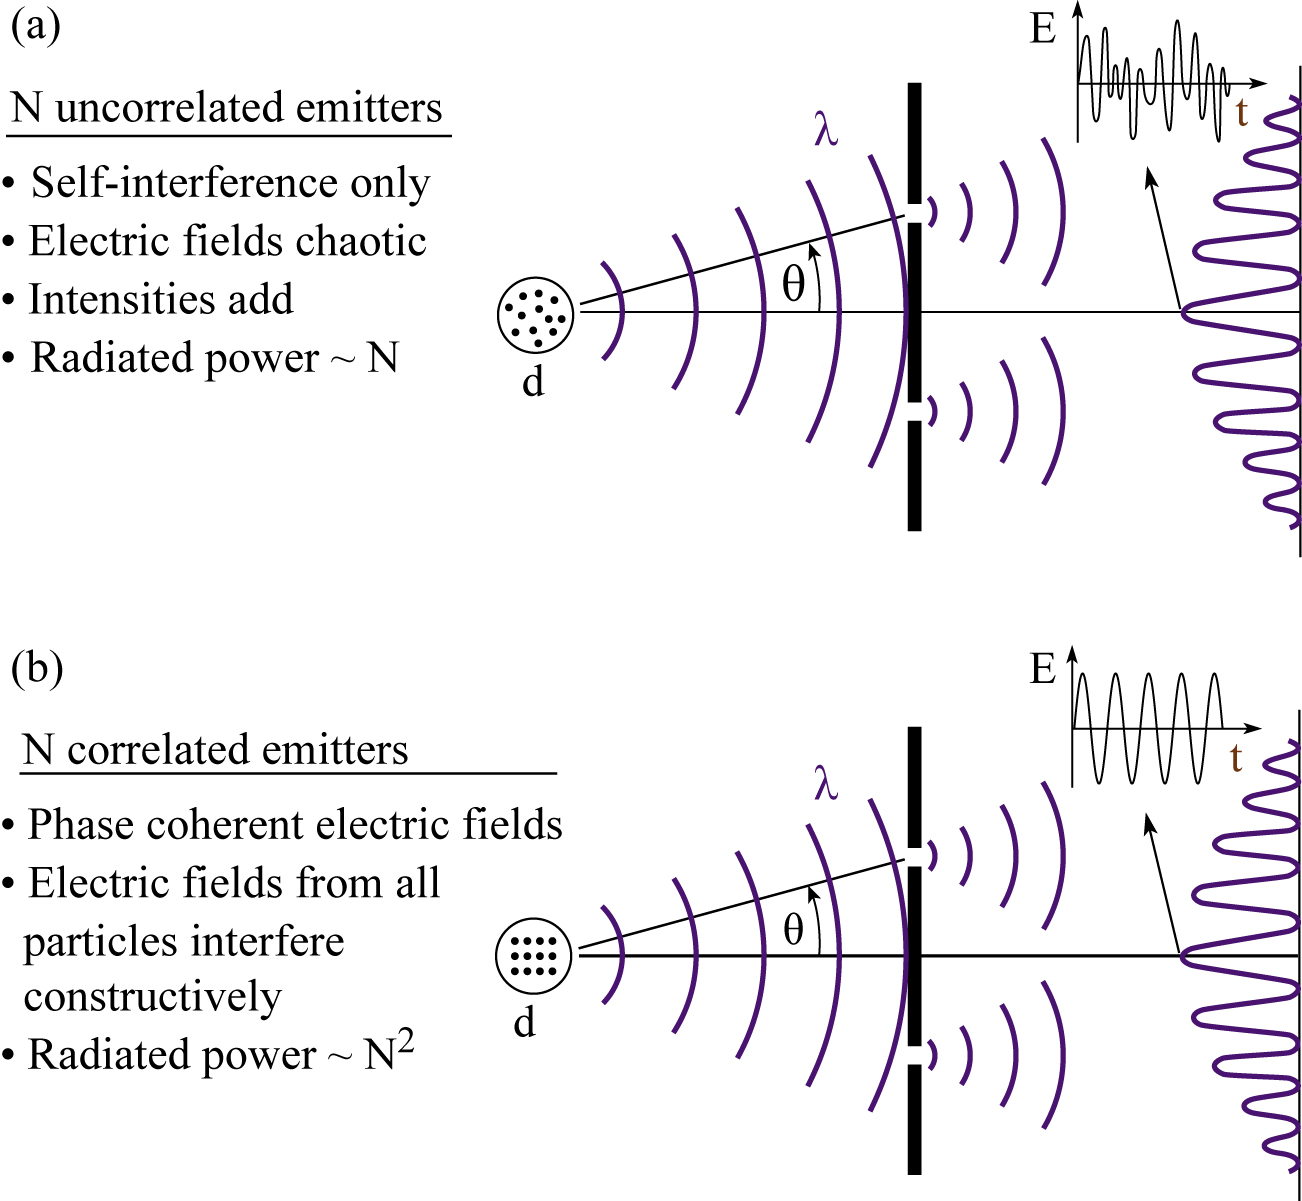 (a)
N uncorrelated emitters
• Self-interference only
• Electric fields chaotic
• Intensities add
• Radiated power ~ N
d
λ
θ
E
t
(b)
N correlated emitters
• Phase coherent electric fields
• Electric fields from all
particles interfere
constructively
• Radiated power ~ N²
d
λ
θ
E
t